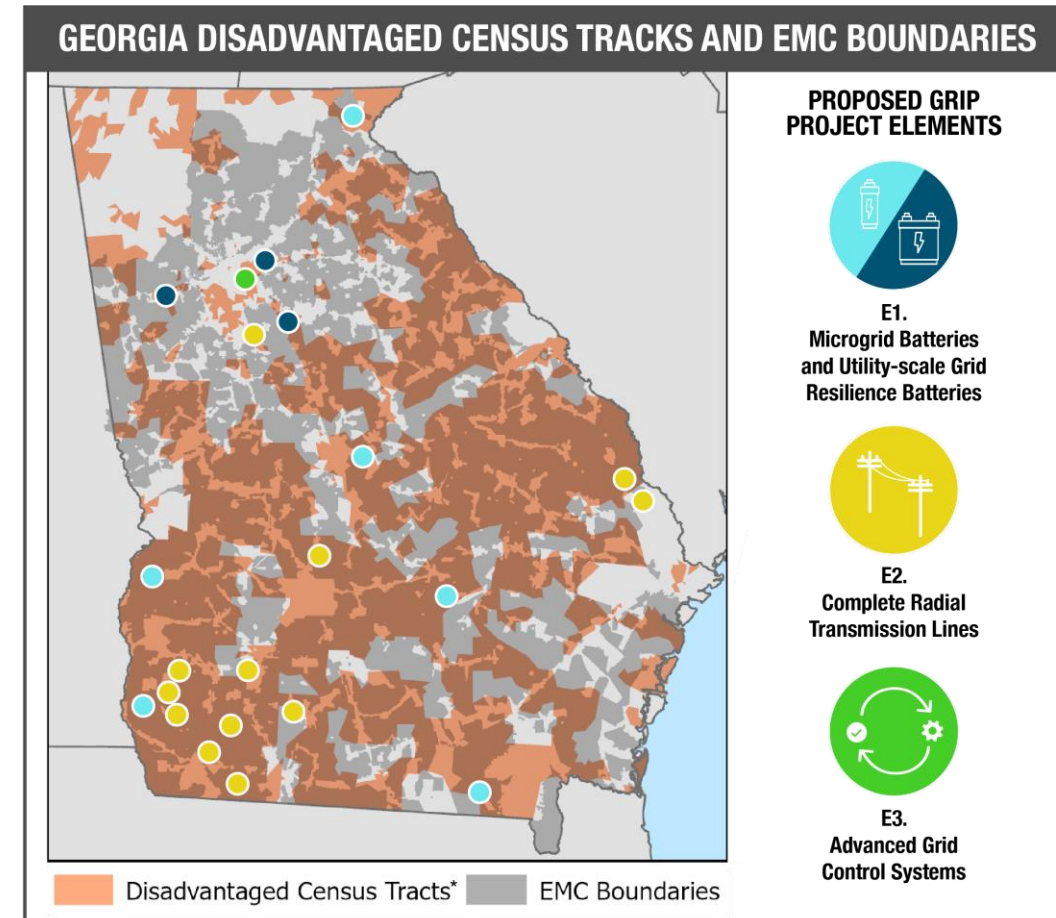 GEORGIA DISADVANTAGED CENSUS TRACKS AND EMC BOUNDARIES
PROPOSED GRIP
PROJECT ELEMENTS
E1.
Microgrid Batteries
and Utility-scale Grid
Resilience Batteries
E2.
Complete Radial
Transmission Lines
E3.
Advanced Grid
Control Systems
Disadvantaged Census Tracts*
EMC Boundaries